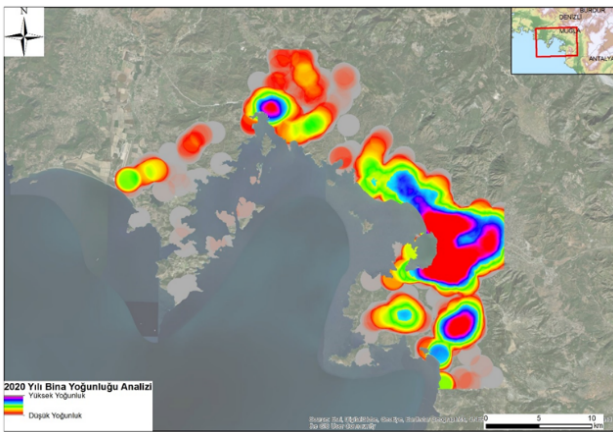 N
BURDUR
DENİZLİ
MUĞLA
ANTALYA
2020 Yılı Bina Yoğunluğu Analizi
Yüksek Yoğunluk
Düşük Yoğunluk
0 5 10
km